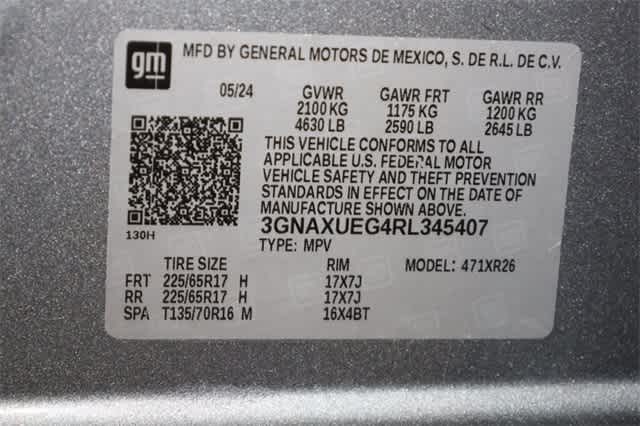 gm MFD BY GENERAL MOTORS DE MEXICO, S. DE R.L. DE C.V.
05/24 GVWR GAWR FRT GAWR RR
2100 KG 1175 KG 1200 KG
4630 LB 2590 LB 2645 LB
THIS VEHICLE CONFORMS TO ALL
APPLICABLE U.S. FEDERAL MOTOR
VEHICLE SAFETY AND THEFT PREVENTION
STANDARDS IN EFFECT ON THE DATE OF
MANUFACTURE SHOWN ABOVE.
130H 3GNAXUEG4RL345407
TYPE: MPV
TIRE SIZE RIM MODEL: 471XR26
FRT 225/65R17 H 17X7J
RR 225/65R17 H 17X7J
SPA T135/70R16 M 16X4BT